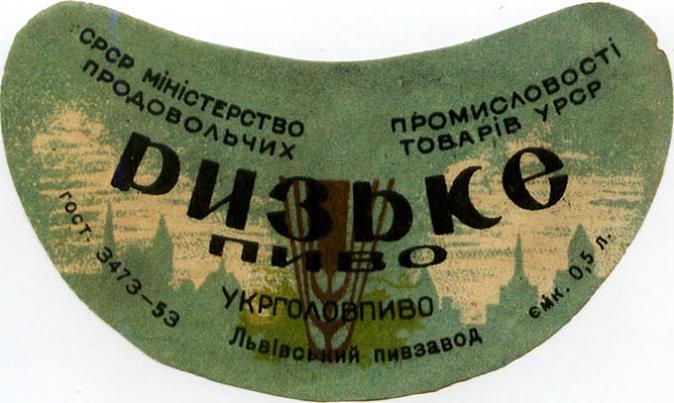 СРСР МІНІСТЕРСТВО
ПРОМИСЛОВОСТІ
ПРОДОВОЛЬЧИХ
ТОВАРІВ УРСР
РИЗЬКЕ
ПИВО
ГОСТ- 3473-53
УКРГОЛОВПИВО
ємк. 0,5 л.
Львівський пивзавод